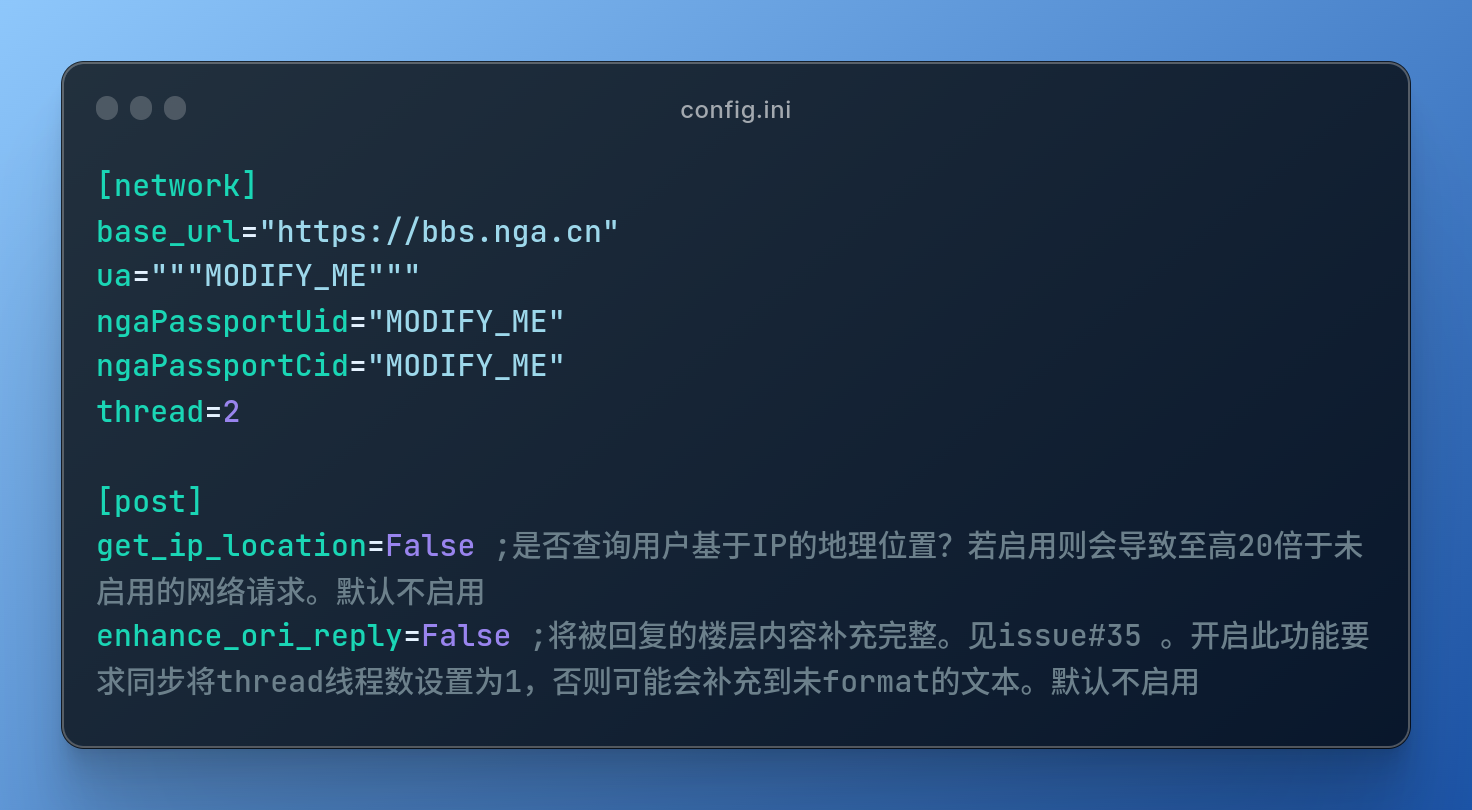 config.ini
[network]
base_url="https://bbs.nga.cn"
ua="""MODIFY_ME"""
ngaPassportUid="MODIFY_ME"
ngaPassportCid="MODIFY_ME"
thread=2
[post]
get_ip_location=False ;是否查询用户基于IP的地理位置？若启用则会导致至高20倍于未
启用的网络请求。默认不启用
enhance_ori_reply=False ;将被回复的楼层内容补充完整。见issue#35 。开启此功能要
求同步将thread线程数设置为1，否则可能会补充到未format的文本。默认不启用